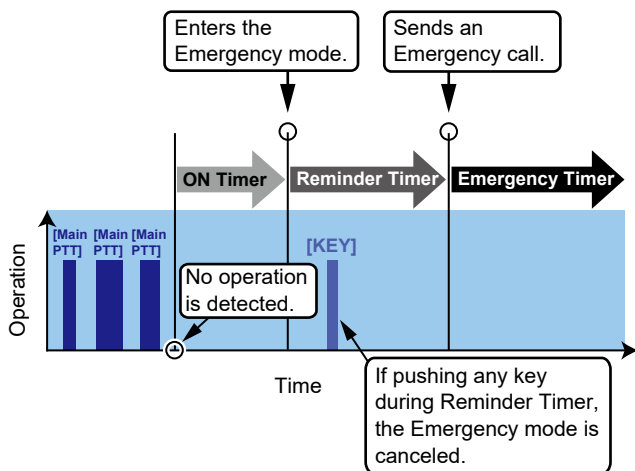 Enters the
Emergency mode.
Sends an
Emergency call.
ON Timer
Reminder Timer
Emergency Timer
[Main
PTT]
[Main
PTT]
[Main
PTT]
[KEY]
No operation
is detected.
Operation
Time
If pushing any key
during Reminder Timer,
the Emergency mode is
canceled.